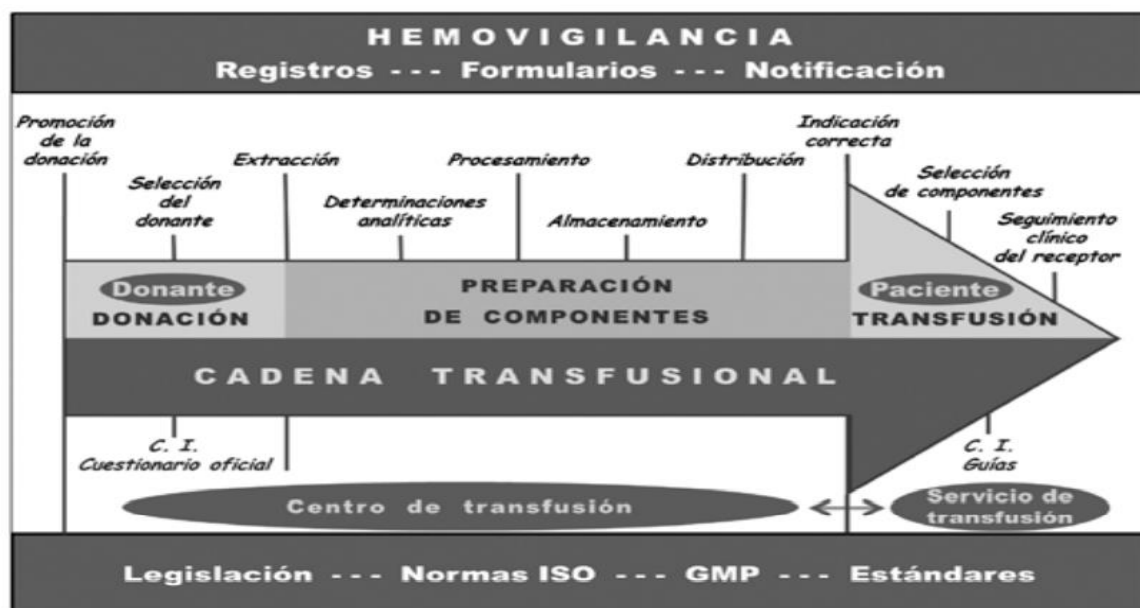 HEMOVIGILANCIA
Registros --- Formularios --- Notificación
Promoción
de la
donación
Selección
del
donante
Extracción
Determinaciones
analíticas
Procesamiento
Almacenamiento
Distribución
Indicación
correcta
Selección
de componentes
Seguimiento
clínico
del receptor
Donante
DONACIÓN
PREPARACIÓN
DE COMPONENTES
Paciente
TRANSFUSIÓN
CADENA TRANSFUSIONAL
C. I.
Cuestionario oficial
C. I.
Guías
Centro de transfusión
Servicio de
transfusión
Legislación --- Normas ISO --- GMP --- Estándares